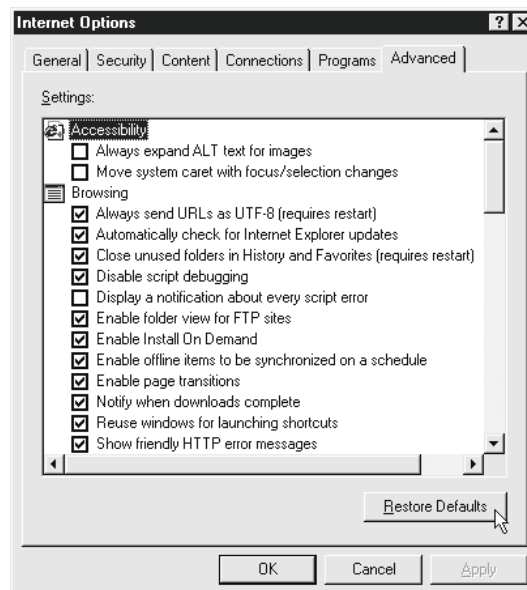 Internet Options
General Security Content Connections Programs Advanced
Settings:
Accessibility
Always expand ALT text for images
Move system caret with focus/selection changes
Browsing
Always send URLs as UTF-8 (requires restart)
Automatically check for Internet Explorer updates
Close unused folders in History and Favorites (requires restart)
Disable script debugging
Display a notification about every script error
Enable folder view for FTP sites
Enable Install On Demand
Enable offline items to be synchronized on a schedule
Enable page transitions
Notify when downloads complete
Reuse windows for launching shortcuts
Show friendly HTTP error messages
Restore Defaults
OK Cancel Apply